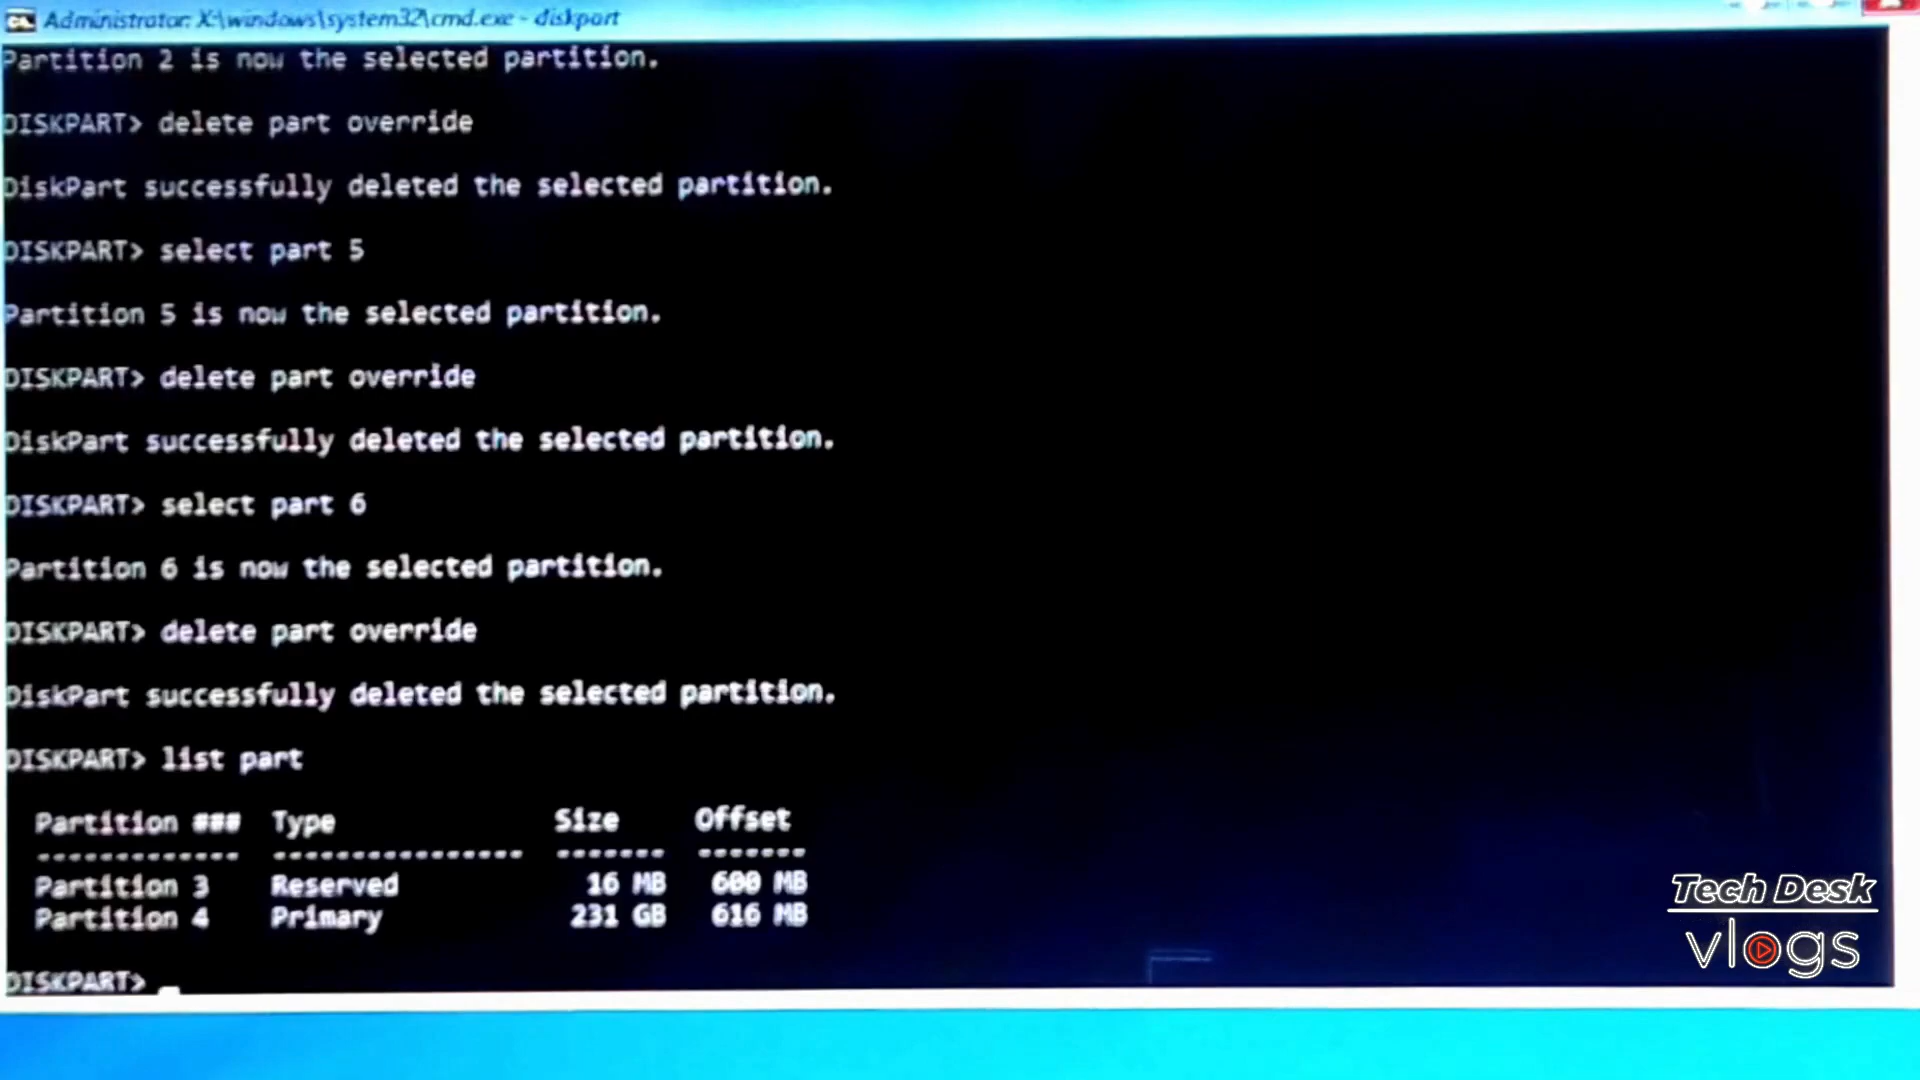 Administrator: X:\windows\system32\cmd.exe - diskpart
Partition 2 is now the selected partition.
DISKPART> delete part override
DiskPart successfully deleted the selected partition.
DISKPART> select part 5
Partition 5 is now the selected partition.
DISKPART> delete part override
DiskPart successfully deleted the selected partition.
DISKPART> select part 6
Partition 6 is now the selected partition.
DISKPART> delete part override
DiskPart successfully deleted the selected partition.
DISKPART> list part
Partition ### Type Size Offset
------------- ---------------- ------- -------
Partition 3 Reserved 16 MB 600 MB
Partition 4 Primary 231 GB 616 MB
DISKPART>
Tech Desk
vlogs